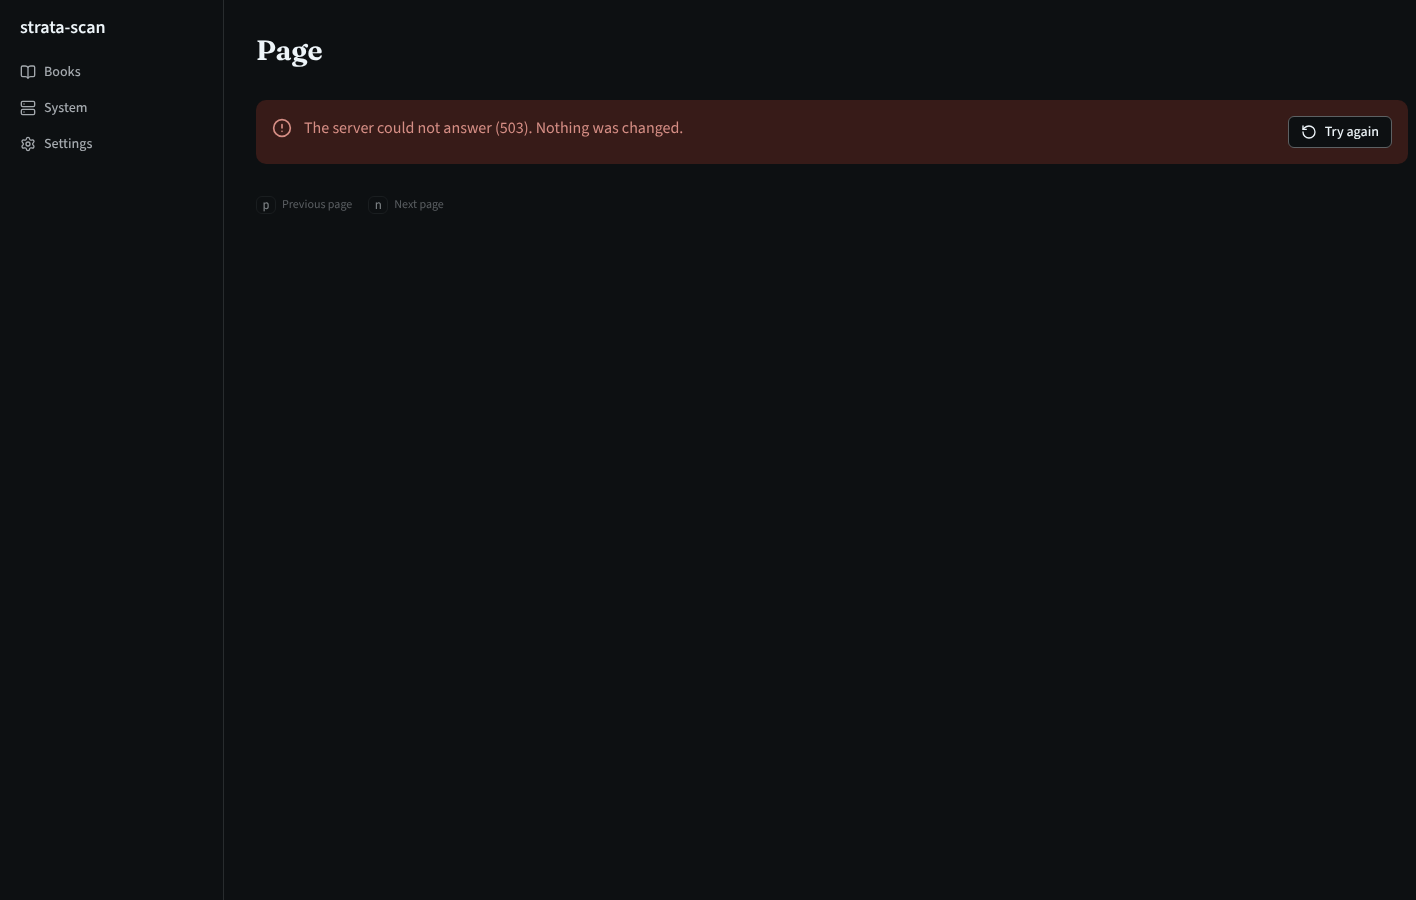 strata-scan
Books
System
Settings
Page
The server could not answer (503). Nothing was changed.
Try again
p Previous page n Next page